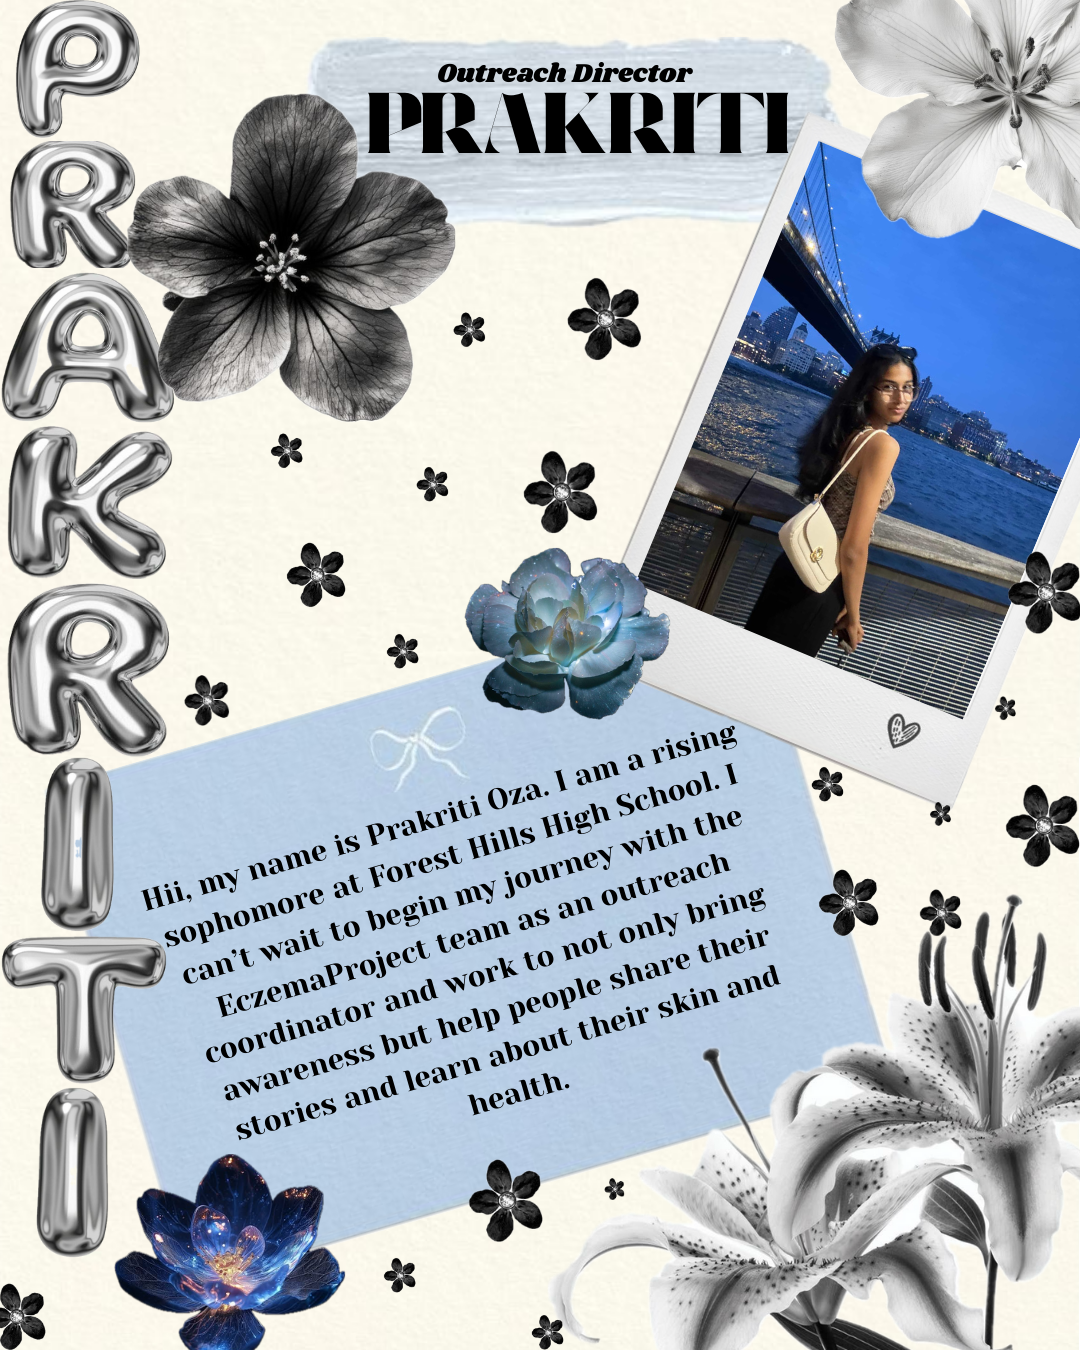 PRAKRITI
Outreach Director
PRAKRITI
Hii, my name is Prakriti Oza. I am a rising
sophomore at Forest Hills High School. I
can't wait to begin my journey with the
EczemaProject team as an outreach
coordinator and work to not only bring
awareness but help people share their
stories and learn about their skin and
health.